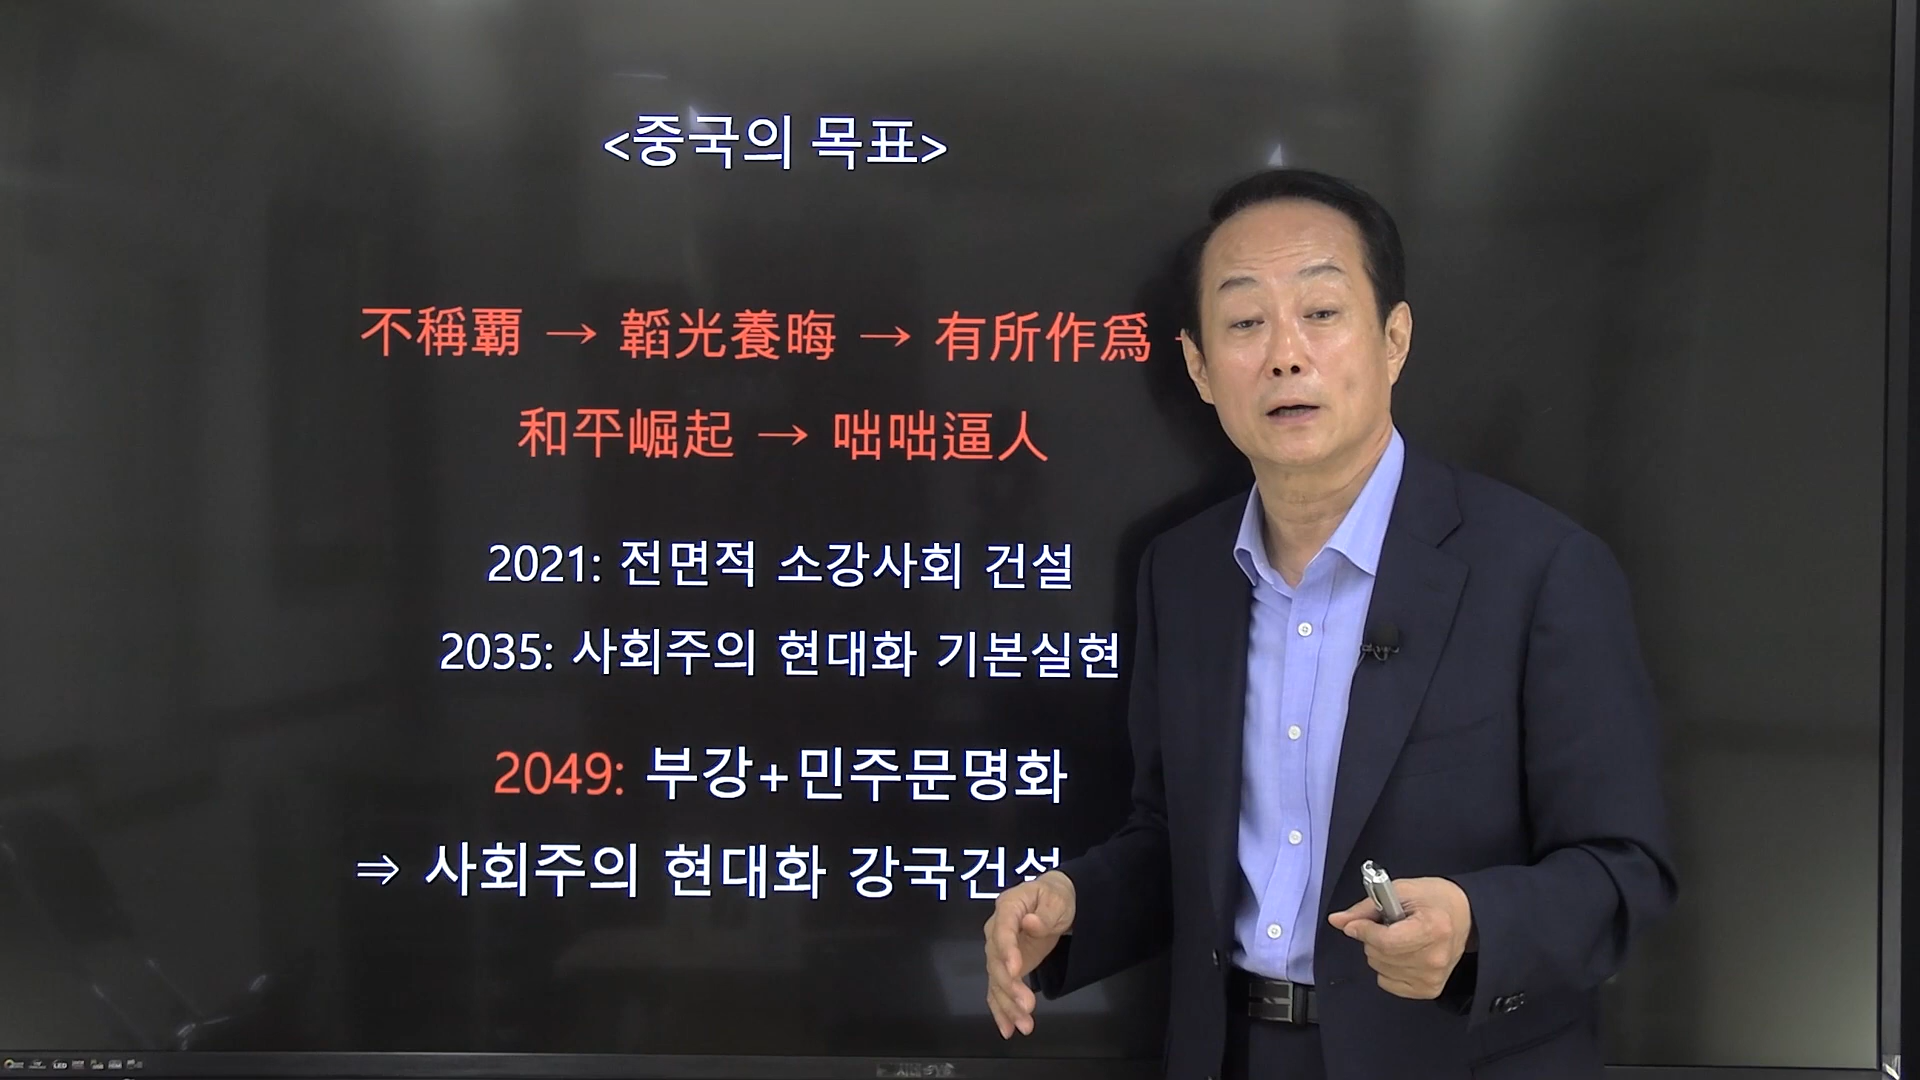 <중국의 목표>
不稱覇 → 韜光養晦 → 有所作爲
和平崛起 → 咄咄逼人
2021: 전면적 소강사회 건설
2035: 사회주의 현대화 기본실현
2049: 부강+민주문명화
⇒ 사회주의 현대화 강국건설